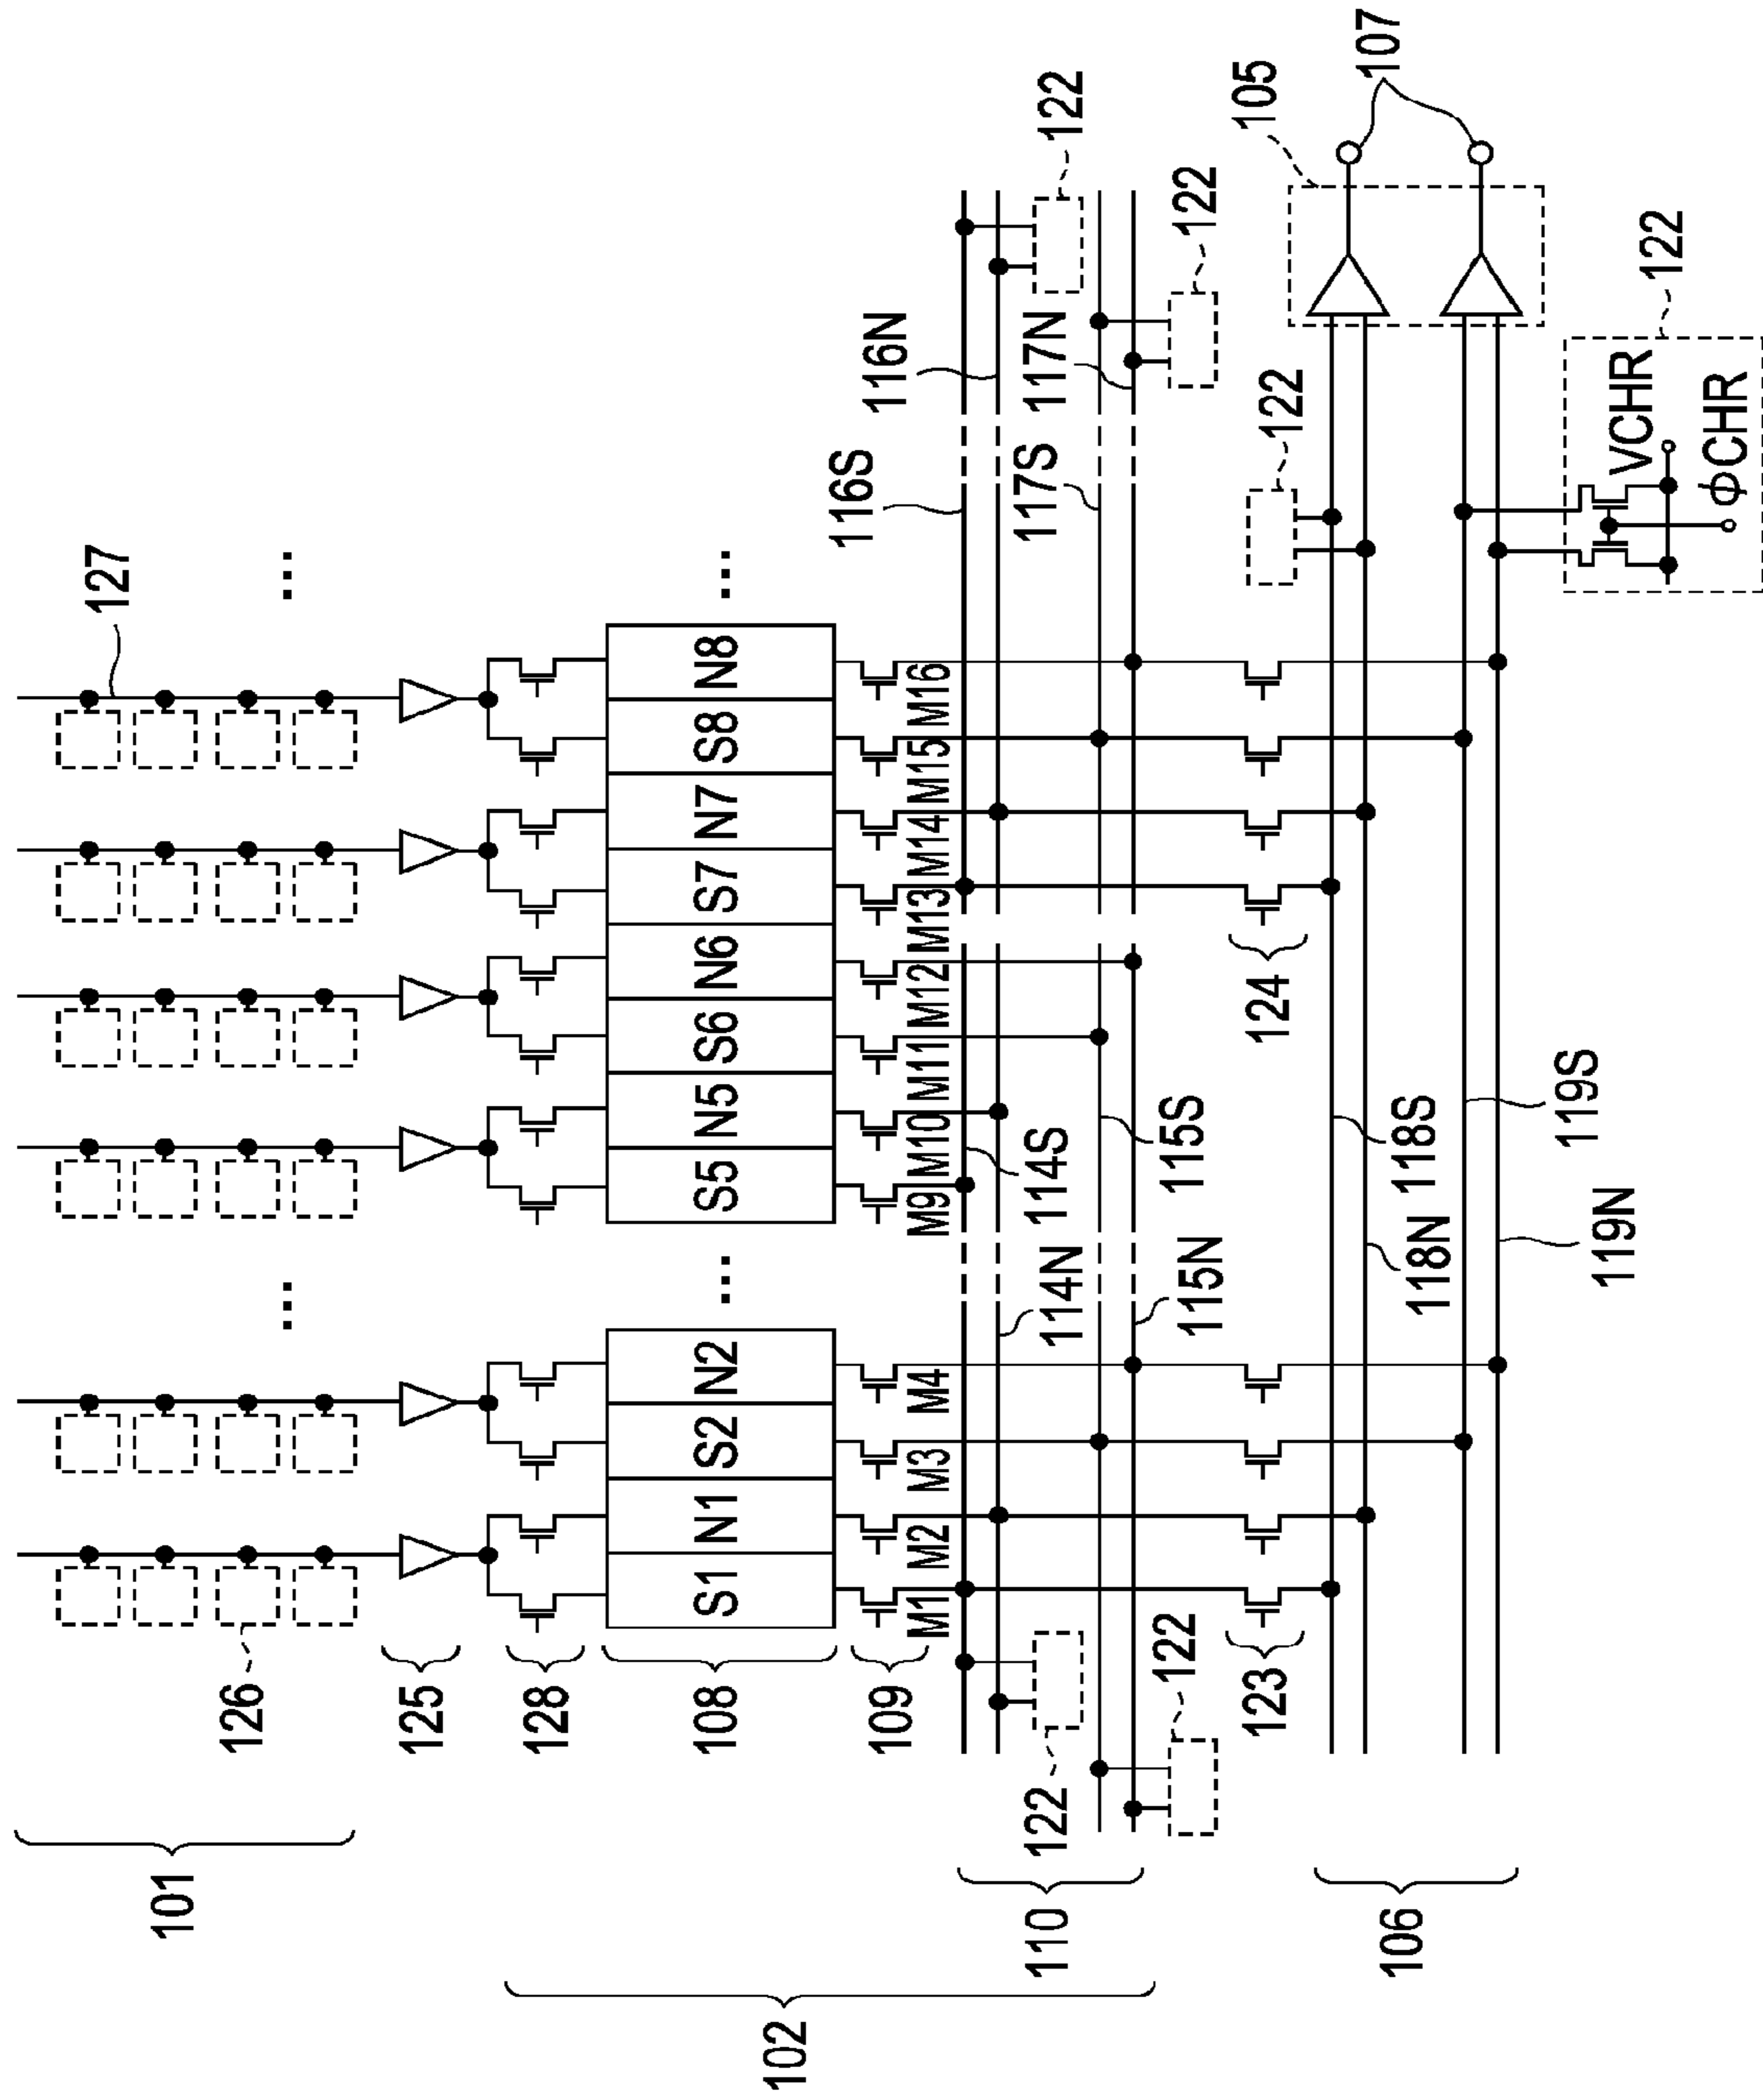 101
126
127
...
...
125
128
102
108
S1 N1 S2 N2
...
S5 N5 S6 N6 S7 N7 S8 N8
...
109
M1 M2 M3 M4
M9 M10 M11 M12 M13 M14 M15 M16
110
114N
114S
116S
116N
122
122
115N
115S
117S
117N
122
122
123
124
122
105
107
106
118N
118S
119N
119S
122
VCHR
ϕCHR